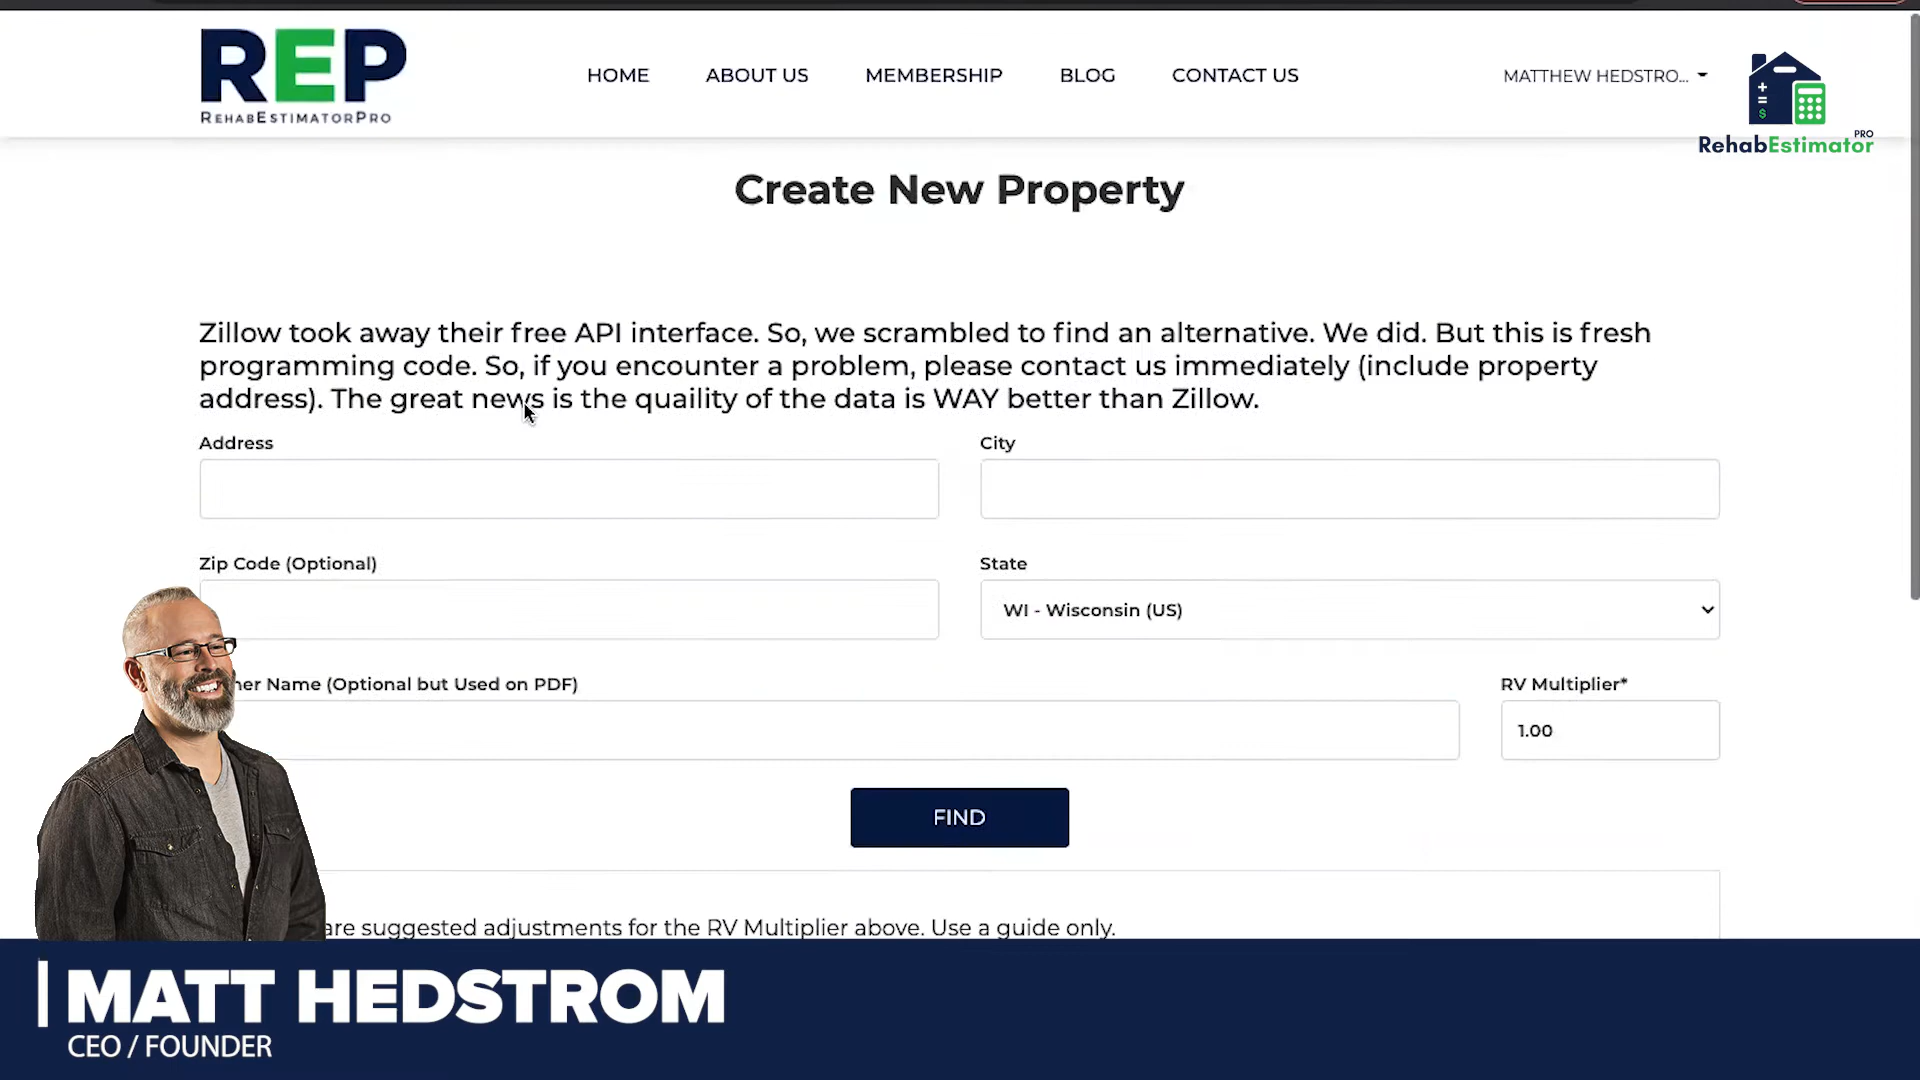 REP
REHABESTIMATORPRO
HOME
ABOUT US
MEMBERSHIP
BLOG
CONTACT US
MATTHEW HEDSTRO...
RehabEstimator PRO
Create New Property
Zillow took away their free API interface. So, we scrambled to find an alternative. We did. But this is fresh
programming code. So, if you encounter a problem, please contact us immediately (include property
address). The great news is the quaility of the data is WAY better than Zillow.
Address
City
Zip Code (Optional)
State
WI - Wisconsin (US)
ner Name (Optional but Used on PDF)
RV Multiplier*
1.00
FIND
are suggested adjustments for the RV Multiplier above. Use a guide only.
MATT HEDSTROM
CEO / FOUNDER